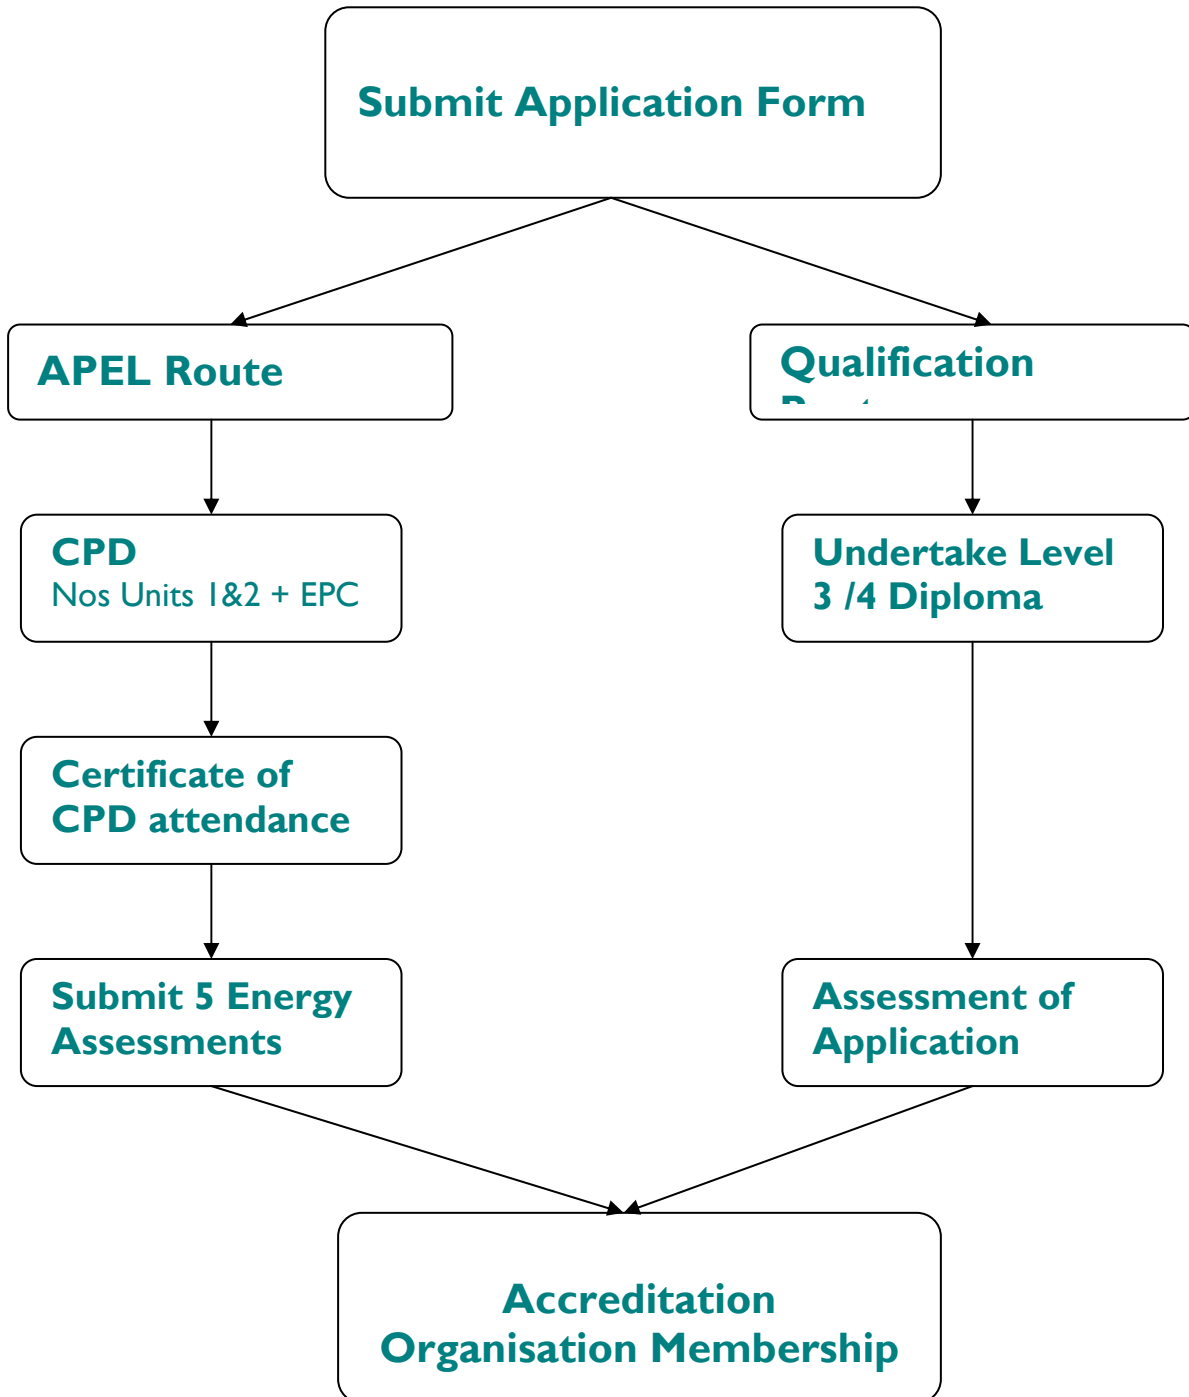 Submit Application Form
APEL Route
Qualification
CPD
Nos Units 1&2 + EPC
Undertake Level
3 /4 Diploma
Certificate of
CPD attendance
Submit 5 Energy
Assessments
Assessment of
Application
Accreditation
Organisation Membership